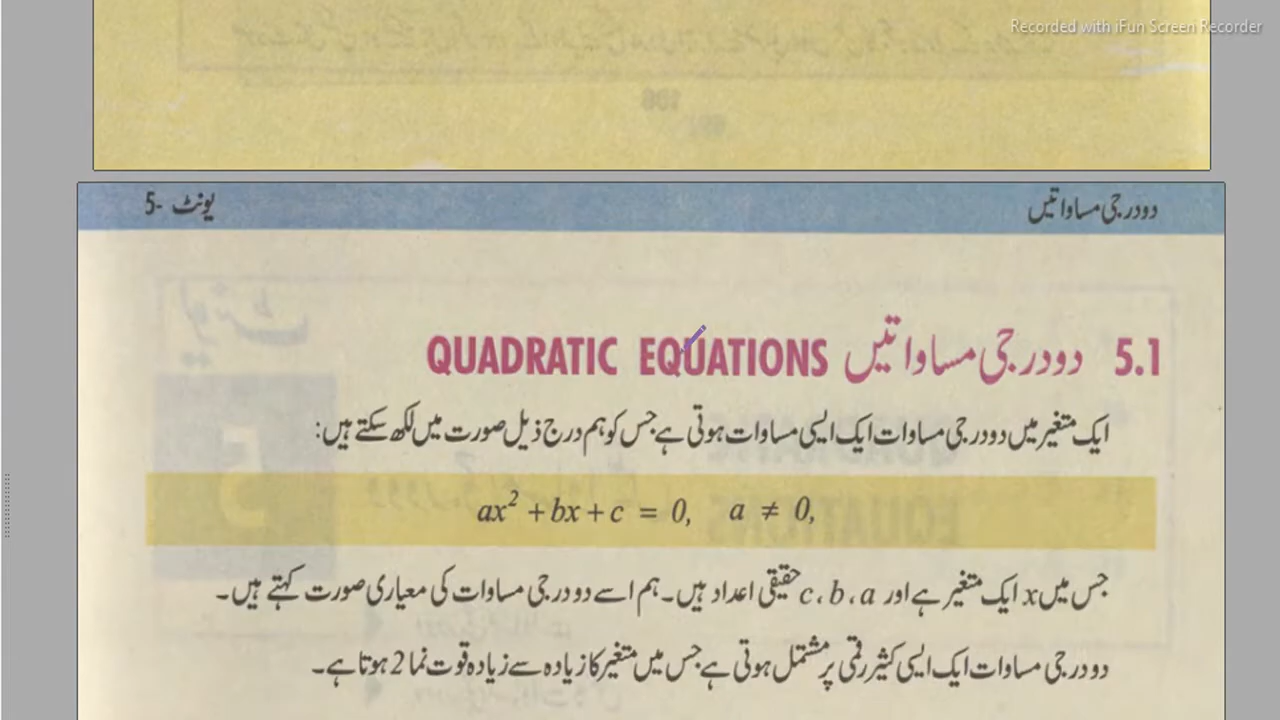 Recorded with iFun Screen Recorder
دو درجی مساواتیں
یونٹ -5
5.1 دو درجی مساواتیں QUADRATIC EQUATIONS
ایک متغیر میں دو درجی مساوات ایک ایسی مساوات ہوتی ہے جس کو ہم درج ذیل صورت میں لکھ سکتے ہیں:
ax² + bx + c = 0, a ≠ 0,
جس میں x ایک متغیر ہے اور c، b، a حقیقی اعداد ہیں۔ ہم اسے دو درجی مساوات کی معیاری صورت کہتے ہیں۔
دو درجی مساوات ایک ایسی کثیر رقمی پر مشتمل ہوتی ہے جس میں متغیر کا زیادہ سے زیادہ قوت نما 2 ہوتا ہے۔